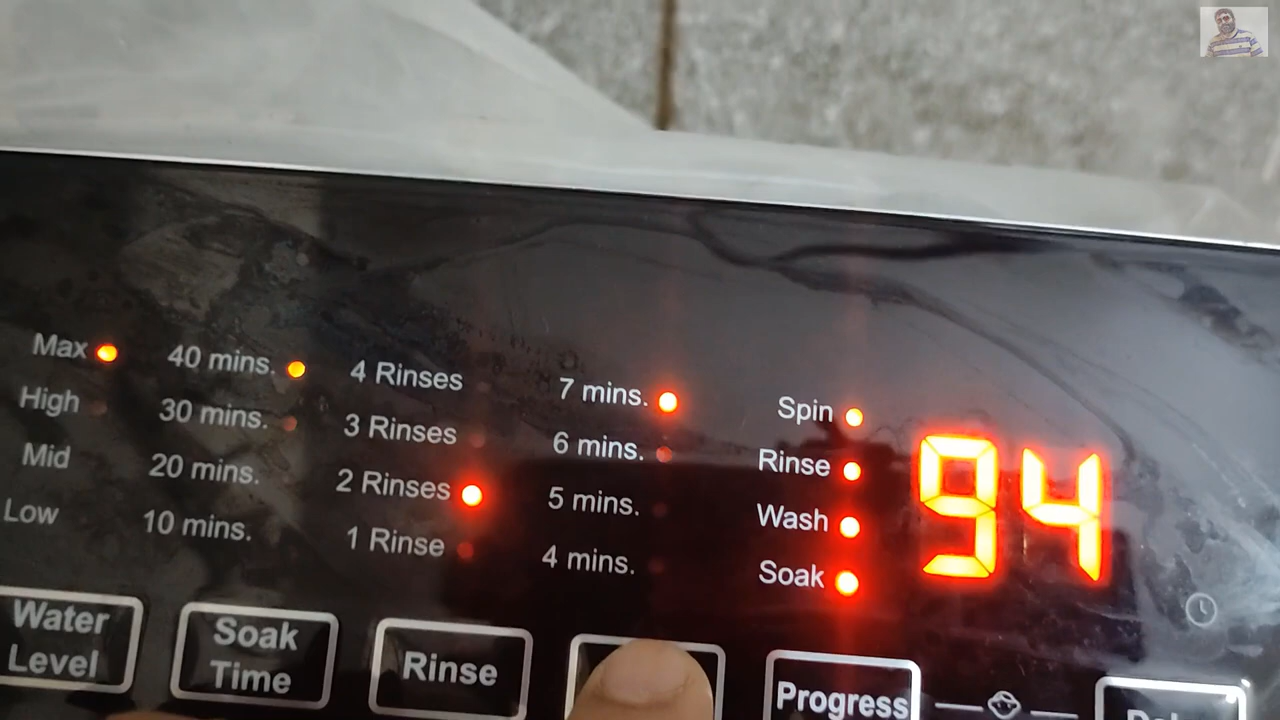 Max
High
Mid
Low
40 mins.
30 mins.
20 mins.
10 mins.
4 Rinses
3 Rinses
2 Rinses
1 Rinse
7 mins.
6 mins.
5 mins.
4 mins.
Spin
Rinse
Wash
Soak
94
Water
Level
Soak
Time
Rinse
Progress